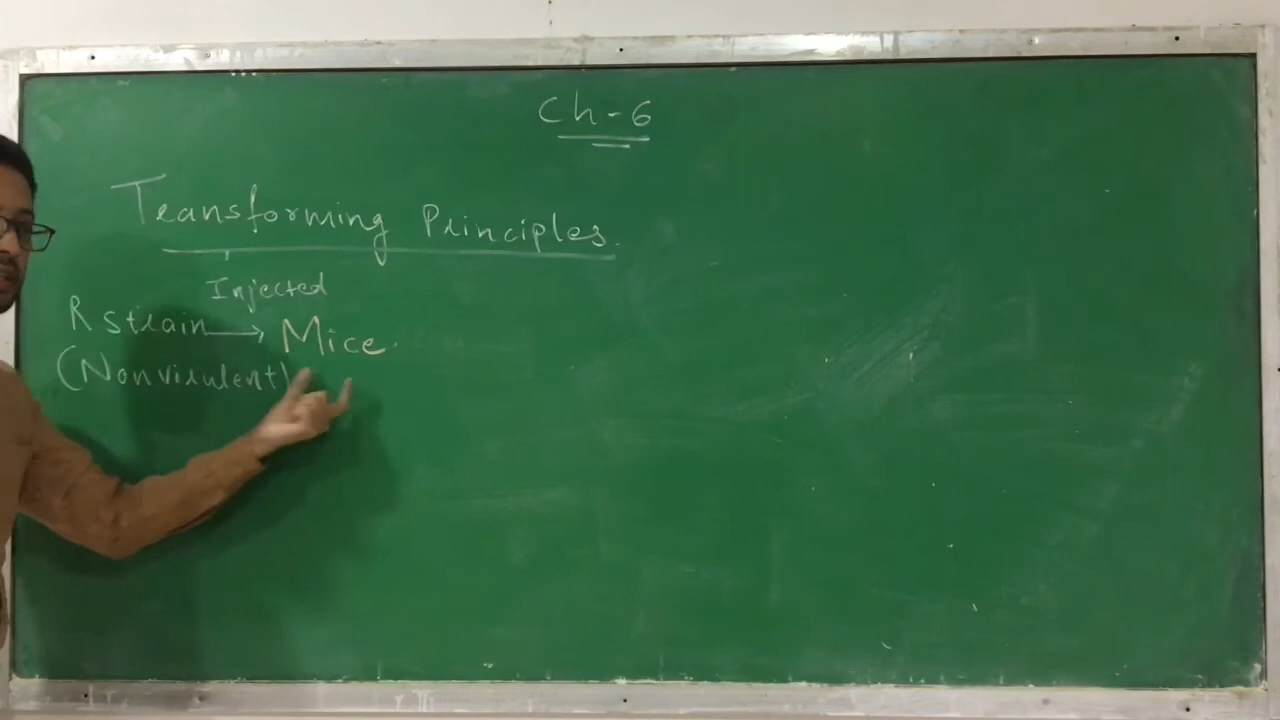 Ch-6
Transforming Principles.
Injected
R strain → Mice.
(Nonvirulent)